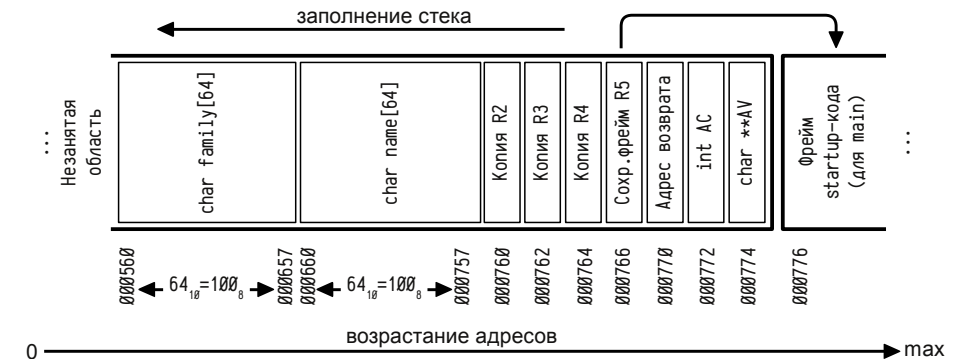 заполнение стека
...
Незанятая
область
char family[64]
char name[64]
Копия R2
Копия R3
Копия R4
Сохр.фрейм R5
Адрес возврата
int AC
char **AV
Фрейм
startup-кода
(для main)
...
000560
64₁₀=100₈
000657
000660
64₁₀=100₈
000757
000760
000762
000764
000766
000770
000772
000774
000776
возрастание адресов
0
max